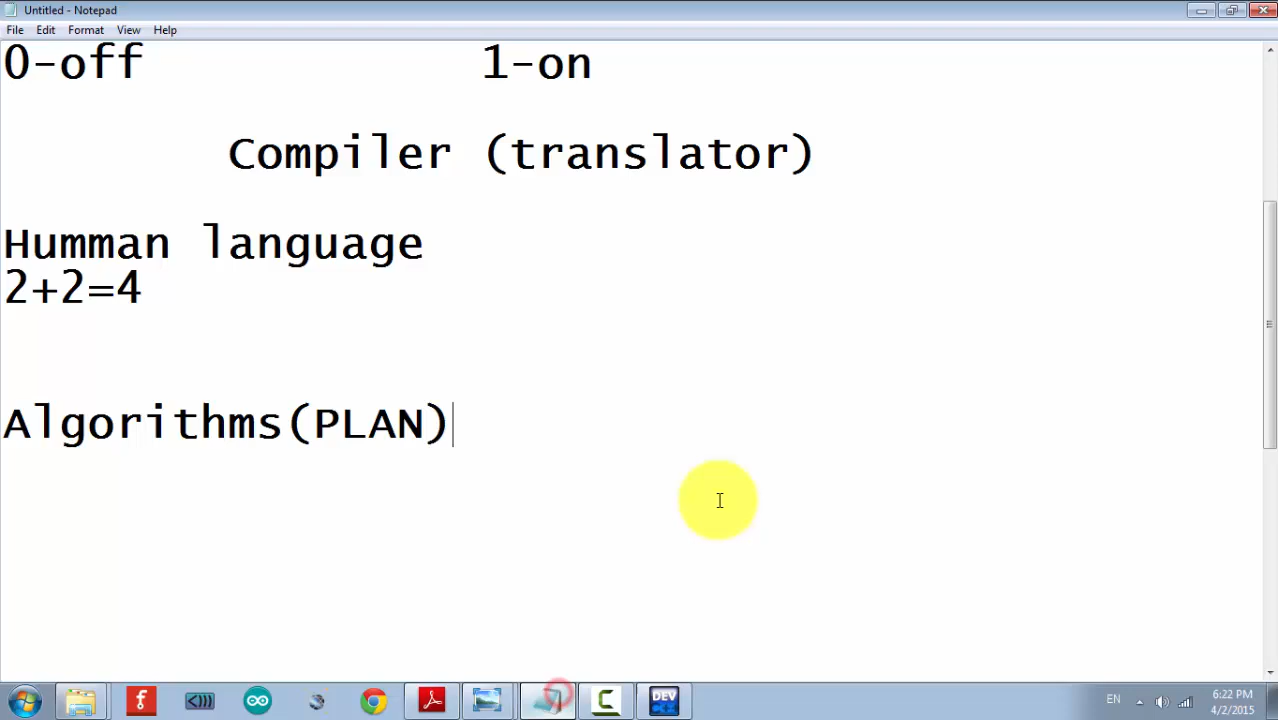 Untitled - Notepad
File Edit Format View Help
0-off 1-on
Compiler (translator)
Humman language
2+2=4
Algorithms(PLAN)
DEV
EN
6:22 PM
4/2/2015